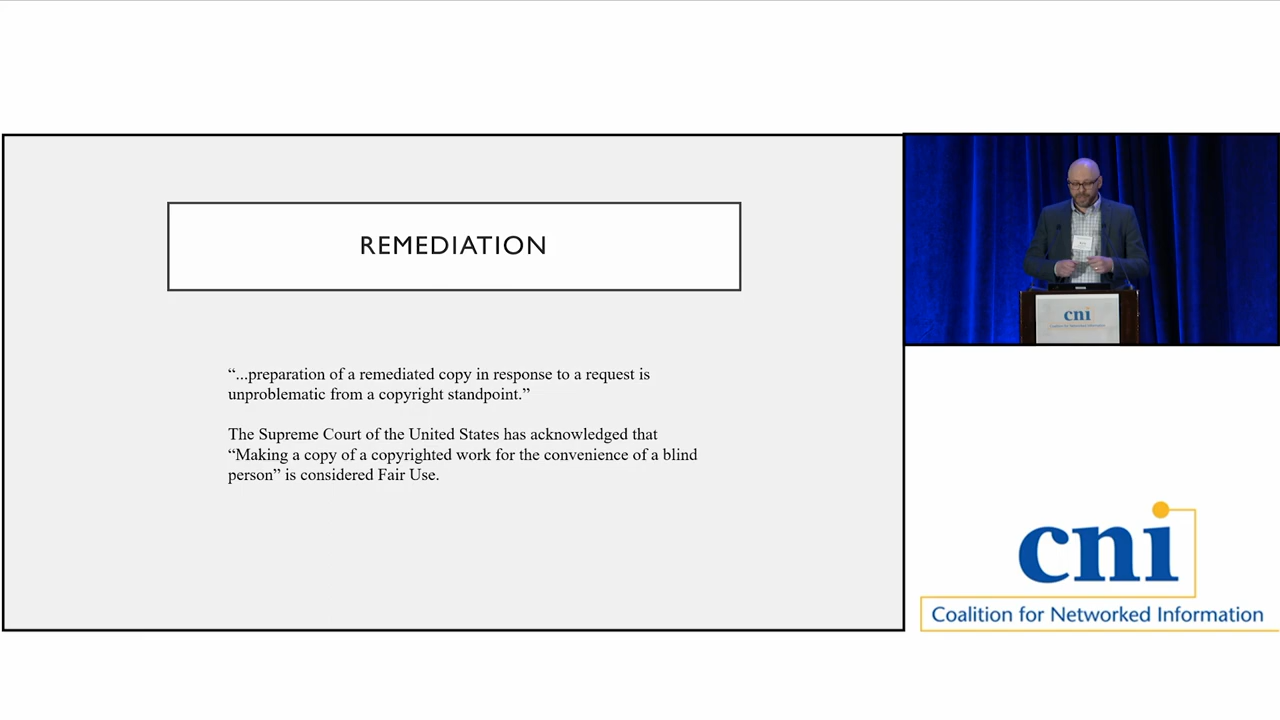 REMEDIATION
“...preparation of a remediated copy in response to a request is
unproblematic from a copyright standpoint.”
The Supreme Court of the United States has acknowledged that
“Making a copy of a copyrighted work for the convenience of a blind
person” is considered Fair Use.
cni
cni
Coalition for Networked Information